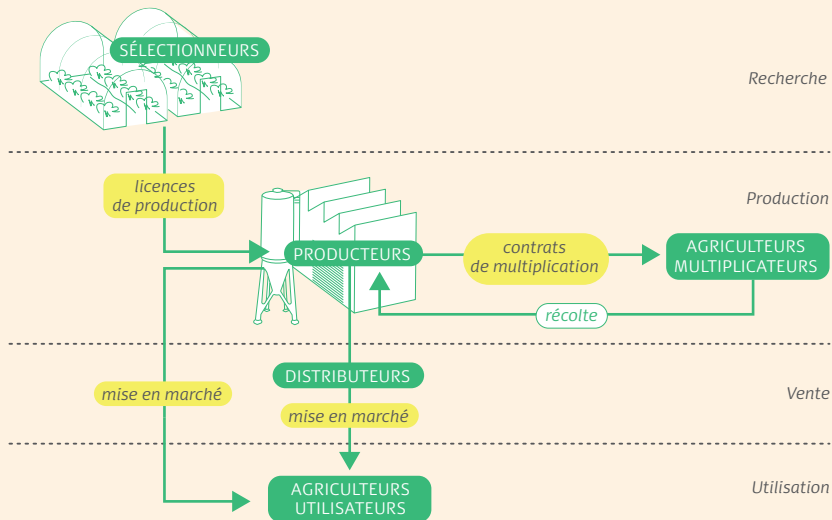 SÉLECTIONNEURS
Recherche
licences
de production
Production
PRODUCTEURS
contrats
de multiplication
AGRICULTEURS
MULTIPLICATEURS
récolte
DISTRIBUTEURS
mise en marché
Vente
mise en marché
AGRICULTEURS
UTILISATEURS
Utilisation